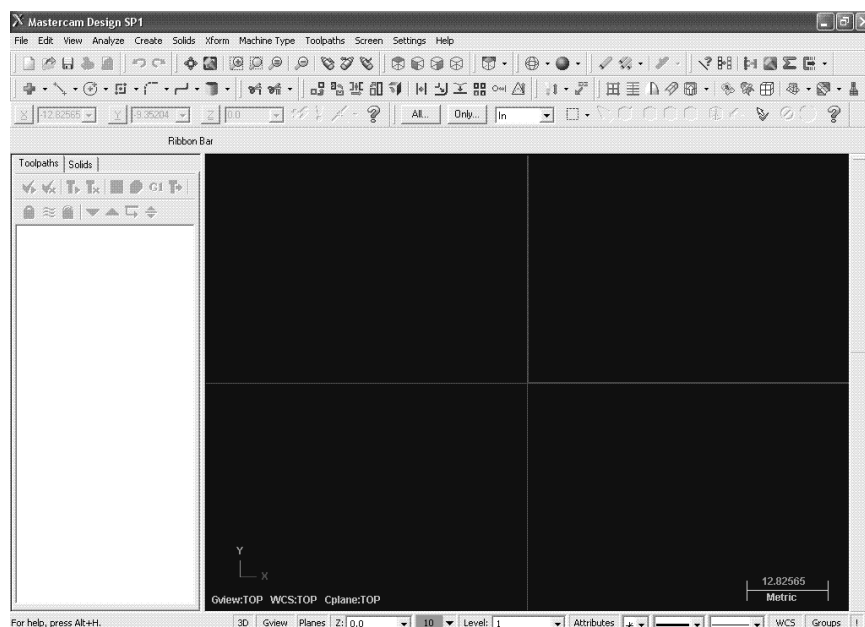 Mastercam Design SP1
File Edit View Analyze Create Solids Xform Machine Type Toolpaths Screen Settings Help
X -12.82565 Y -9.35204 Z 0.0 All... Only... In
Ribbon Bar
Toolpaths Solids
G1
Y
X
Gview:TOP WCS:TOP Cplane:TOP
12.82565
Metric
For help, press Alt+H. 3D Gview Planes Z: 0.0 10 Level: 1 Attributes WCS Groups